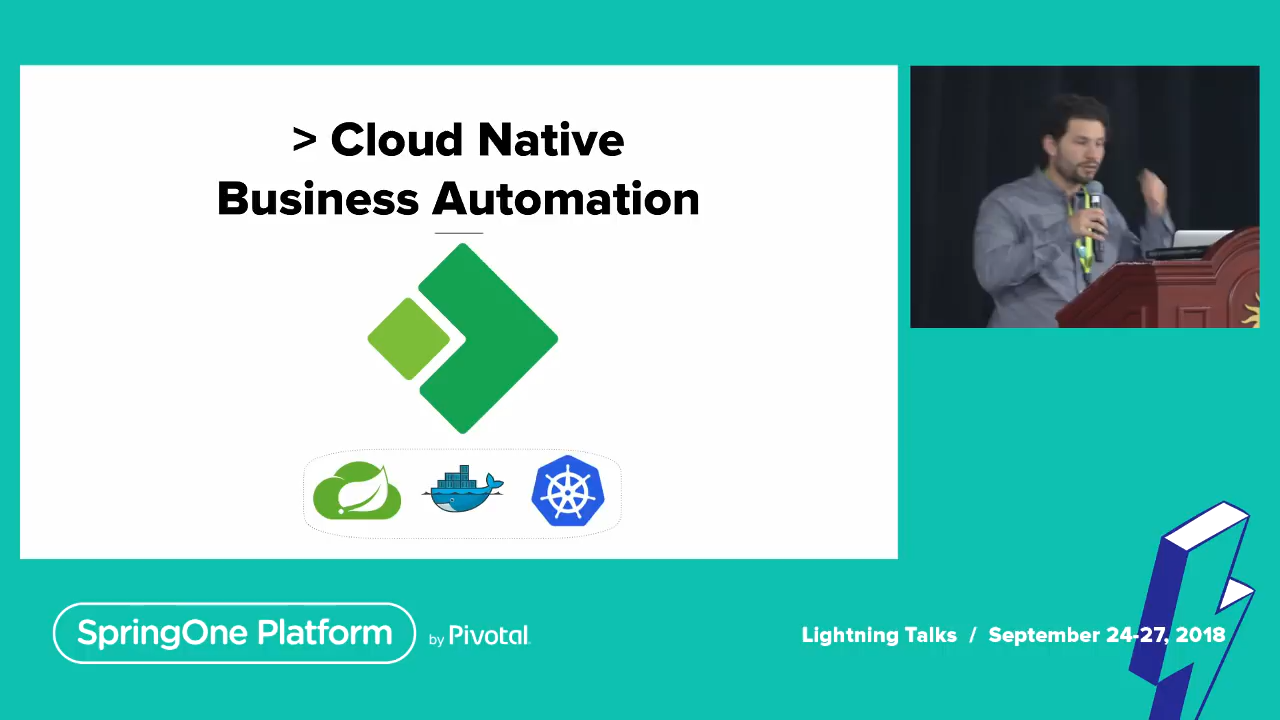 > Cloud Native
Business Automation
SpringOne Platform
by Pivotal.
Lightning Talks / September 24-27, 2018